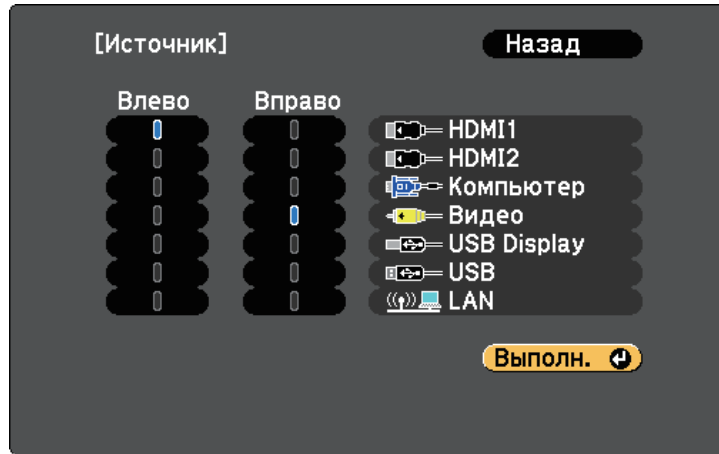 [Источник] Назад
Влево Вправо
HDMI1
HDMI2
Компьютер
Видео
USB Display
USB
LAN
Выполн.